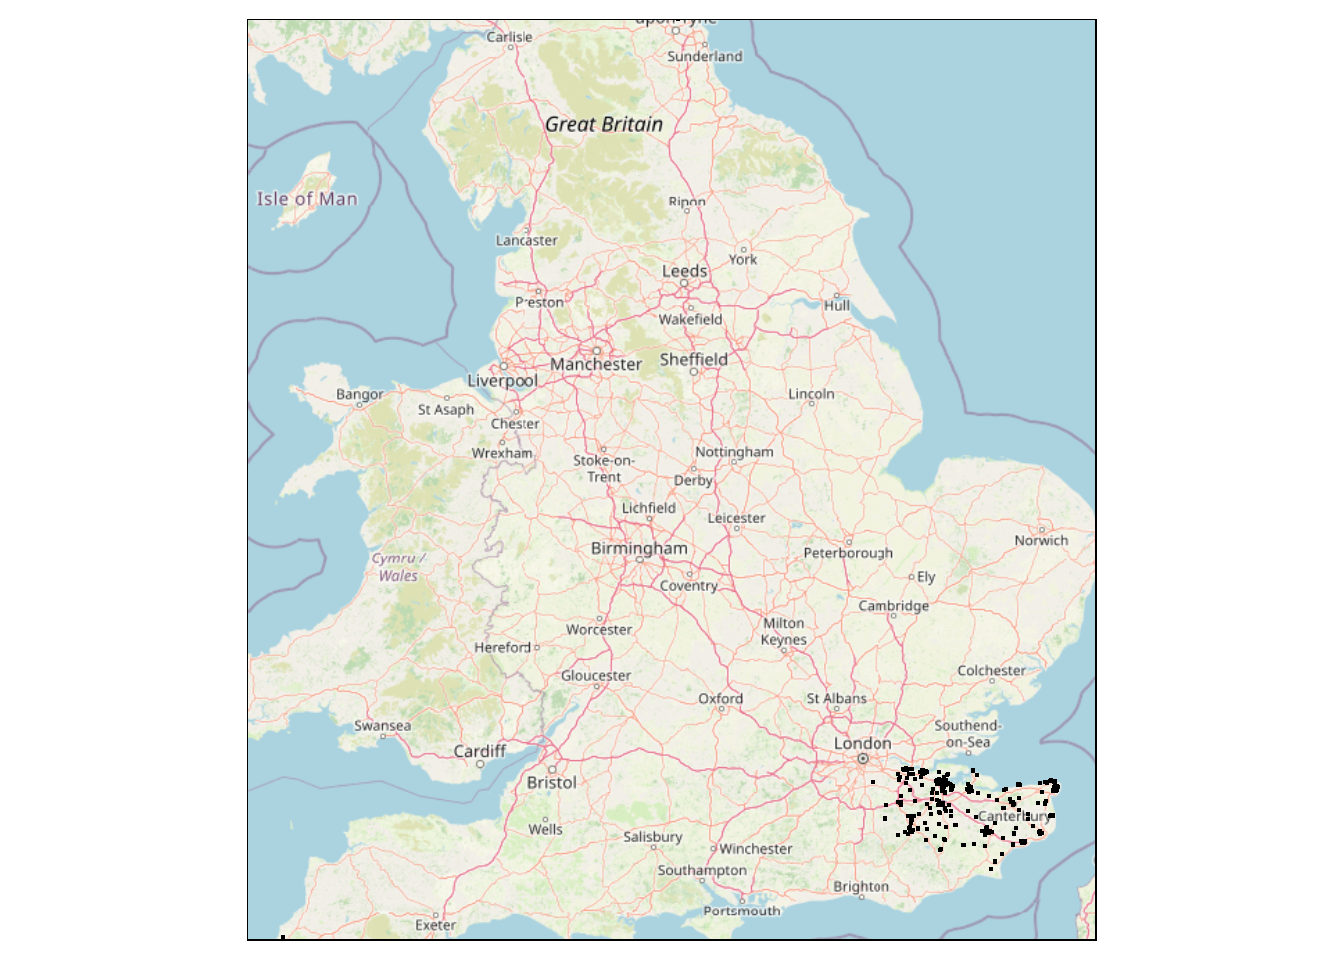 upon Tyne
Carlisle
Sunderland
Great Britain
Isle of Man
Ripon
Lancaster
York
Leeds
Preston
Hull
Wakefield
Manchester
Sheffield
Liverpool
Bangor
St Asaph
Lincoln
Chester
Wrexham
Nottingham
Stoke-on-
Trent
Derby
Lichfield
Leicester
Norwich
Birmingham
Peterborough
Cymru /
Wales
Coventry
Ely
Cambridge
Worcester
Milton
Keynes
Hereford
Gloucester
Colchester
Oxford
St Albans
Swansea
Southend-
on-Sea
Cardiff
London
Bristol
Canterbury
Wells
Salisbury
Winchester
Southampton
Brighton
Portsmouth
Exeter